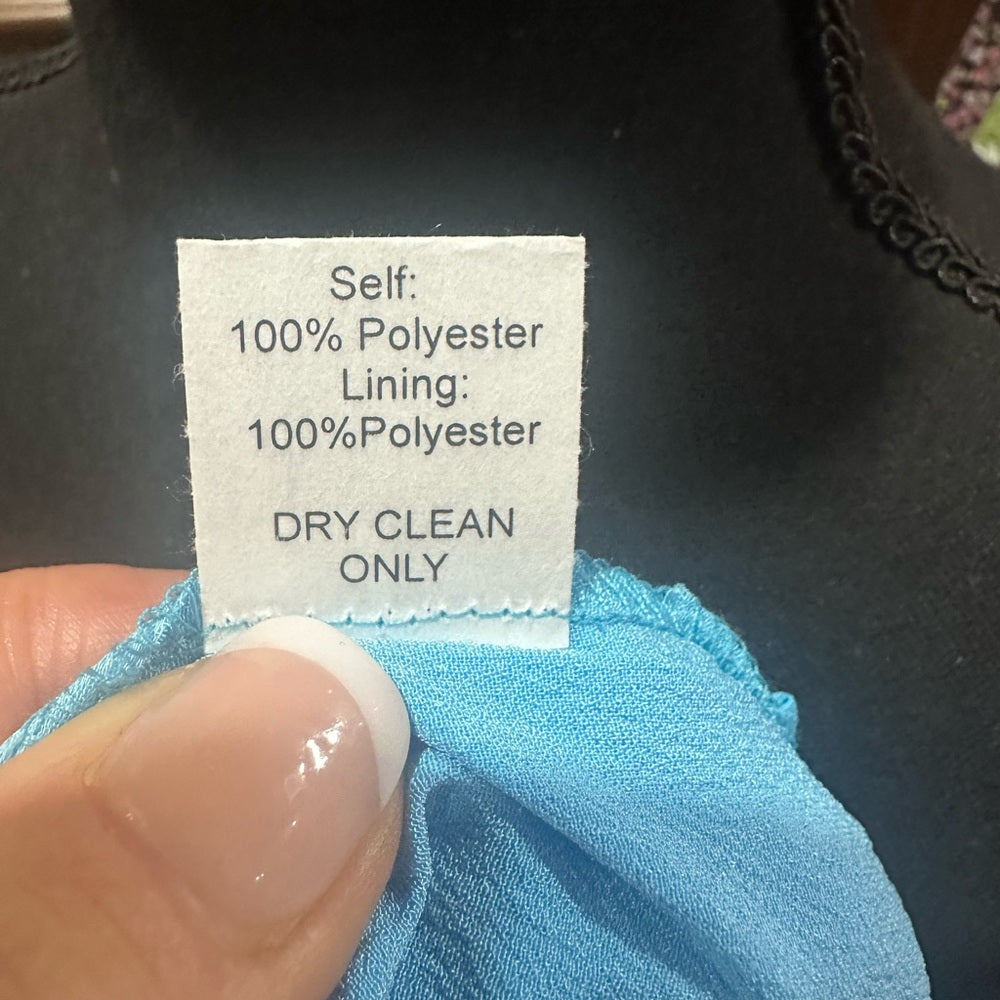 Self:
100% Polyester
Lining:
100%Polyester
DRY CLEAN
ONLY